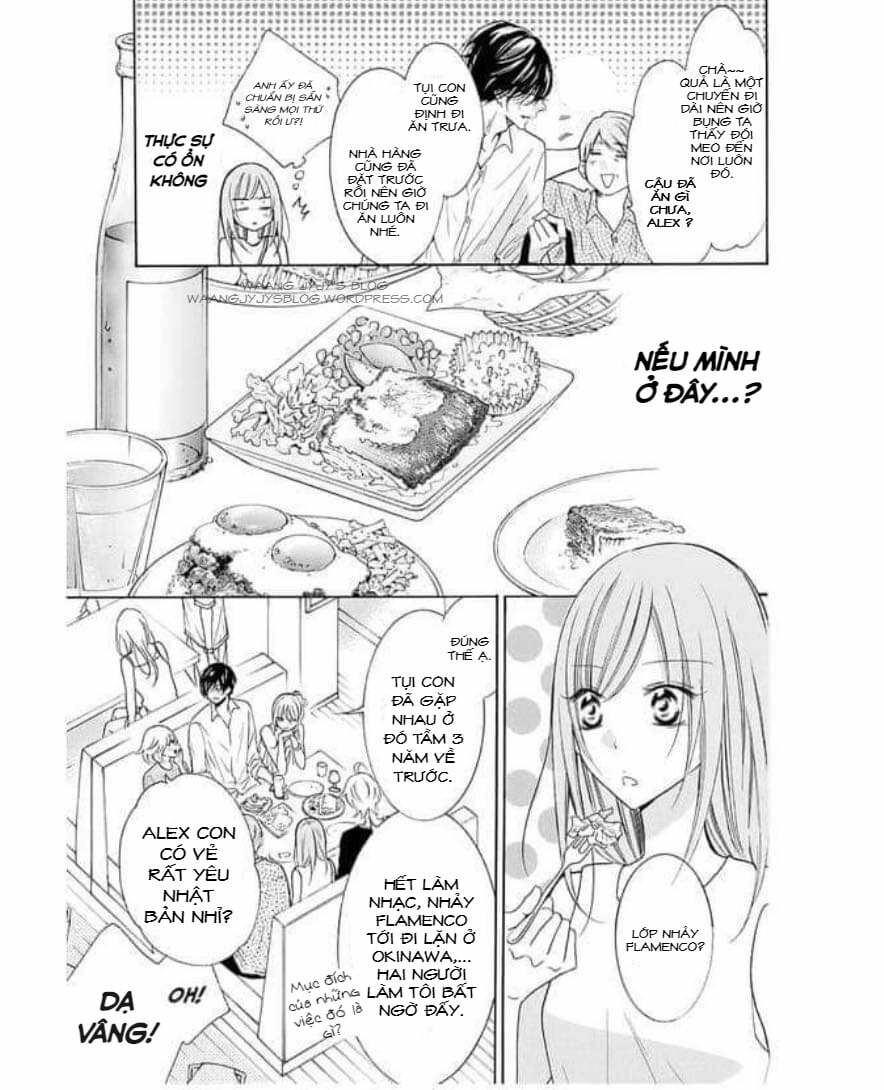 CHÀ~~
QUẢ LÀ MỘT
CHUYẾN ĐI
DÀI NÊN GIỜ
BỤNG TA
THẤY ĐÓI
MEO ĐẾN
NƠI LUÔN
ĐÓ.
CẬU ĐÃ
ĂN GÌ
CHƯA,
ALEX ?
TỤI CON
CŨNG
ĐỊNH ĐI
ĂN TRƯA.
NHÀ HÀNG
CŨNG ĐÃ
ĐẶT TRƯỚC
RỒI NÊN GIỜ
CHÚNG TA ĐI
ĂN LUÔN
NHÉ.
ANH ẤY ĐÃ
CHUẨN BỊ SẴN
SÀNG MỌI THỨ
RỒI Ư?!
THỰC SỰ
CÓ ỔN
KHÔNG
WAANG JYJY'S BLOG
WAANGJYJYSBLOG.WORDPRESS.COM
NẾU MÌNH
Ở ĐÂY...?
LỚP NHẢY
FLAMENCO?
ĐÚNG
THẾ Ạ.
TỤI CON
ĐÃ GẶP
NHAU Ở
ĐÓ TẦM 3
NĂM VỀ
TRƯỚC.
HẾT LÀM
NHẠC, NHẢY
FLAMENCO
TỚI ĐI LẶN Ở
OKINAWA,...
HAI NGƯỜI
LÀM TÔI BẤT
NGỜ ĐẤY.
Mục đích
của những
việc đó là
gì?
ALEX CON
CÓ VẺ
RẤT YÊU
NHẬT
BẢN NHỈ?
OH!
DẠ
VÂNG!